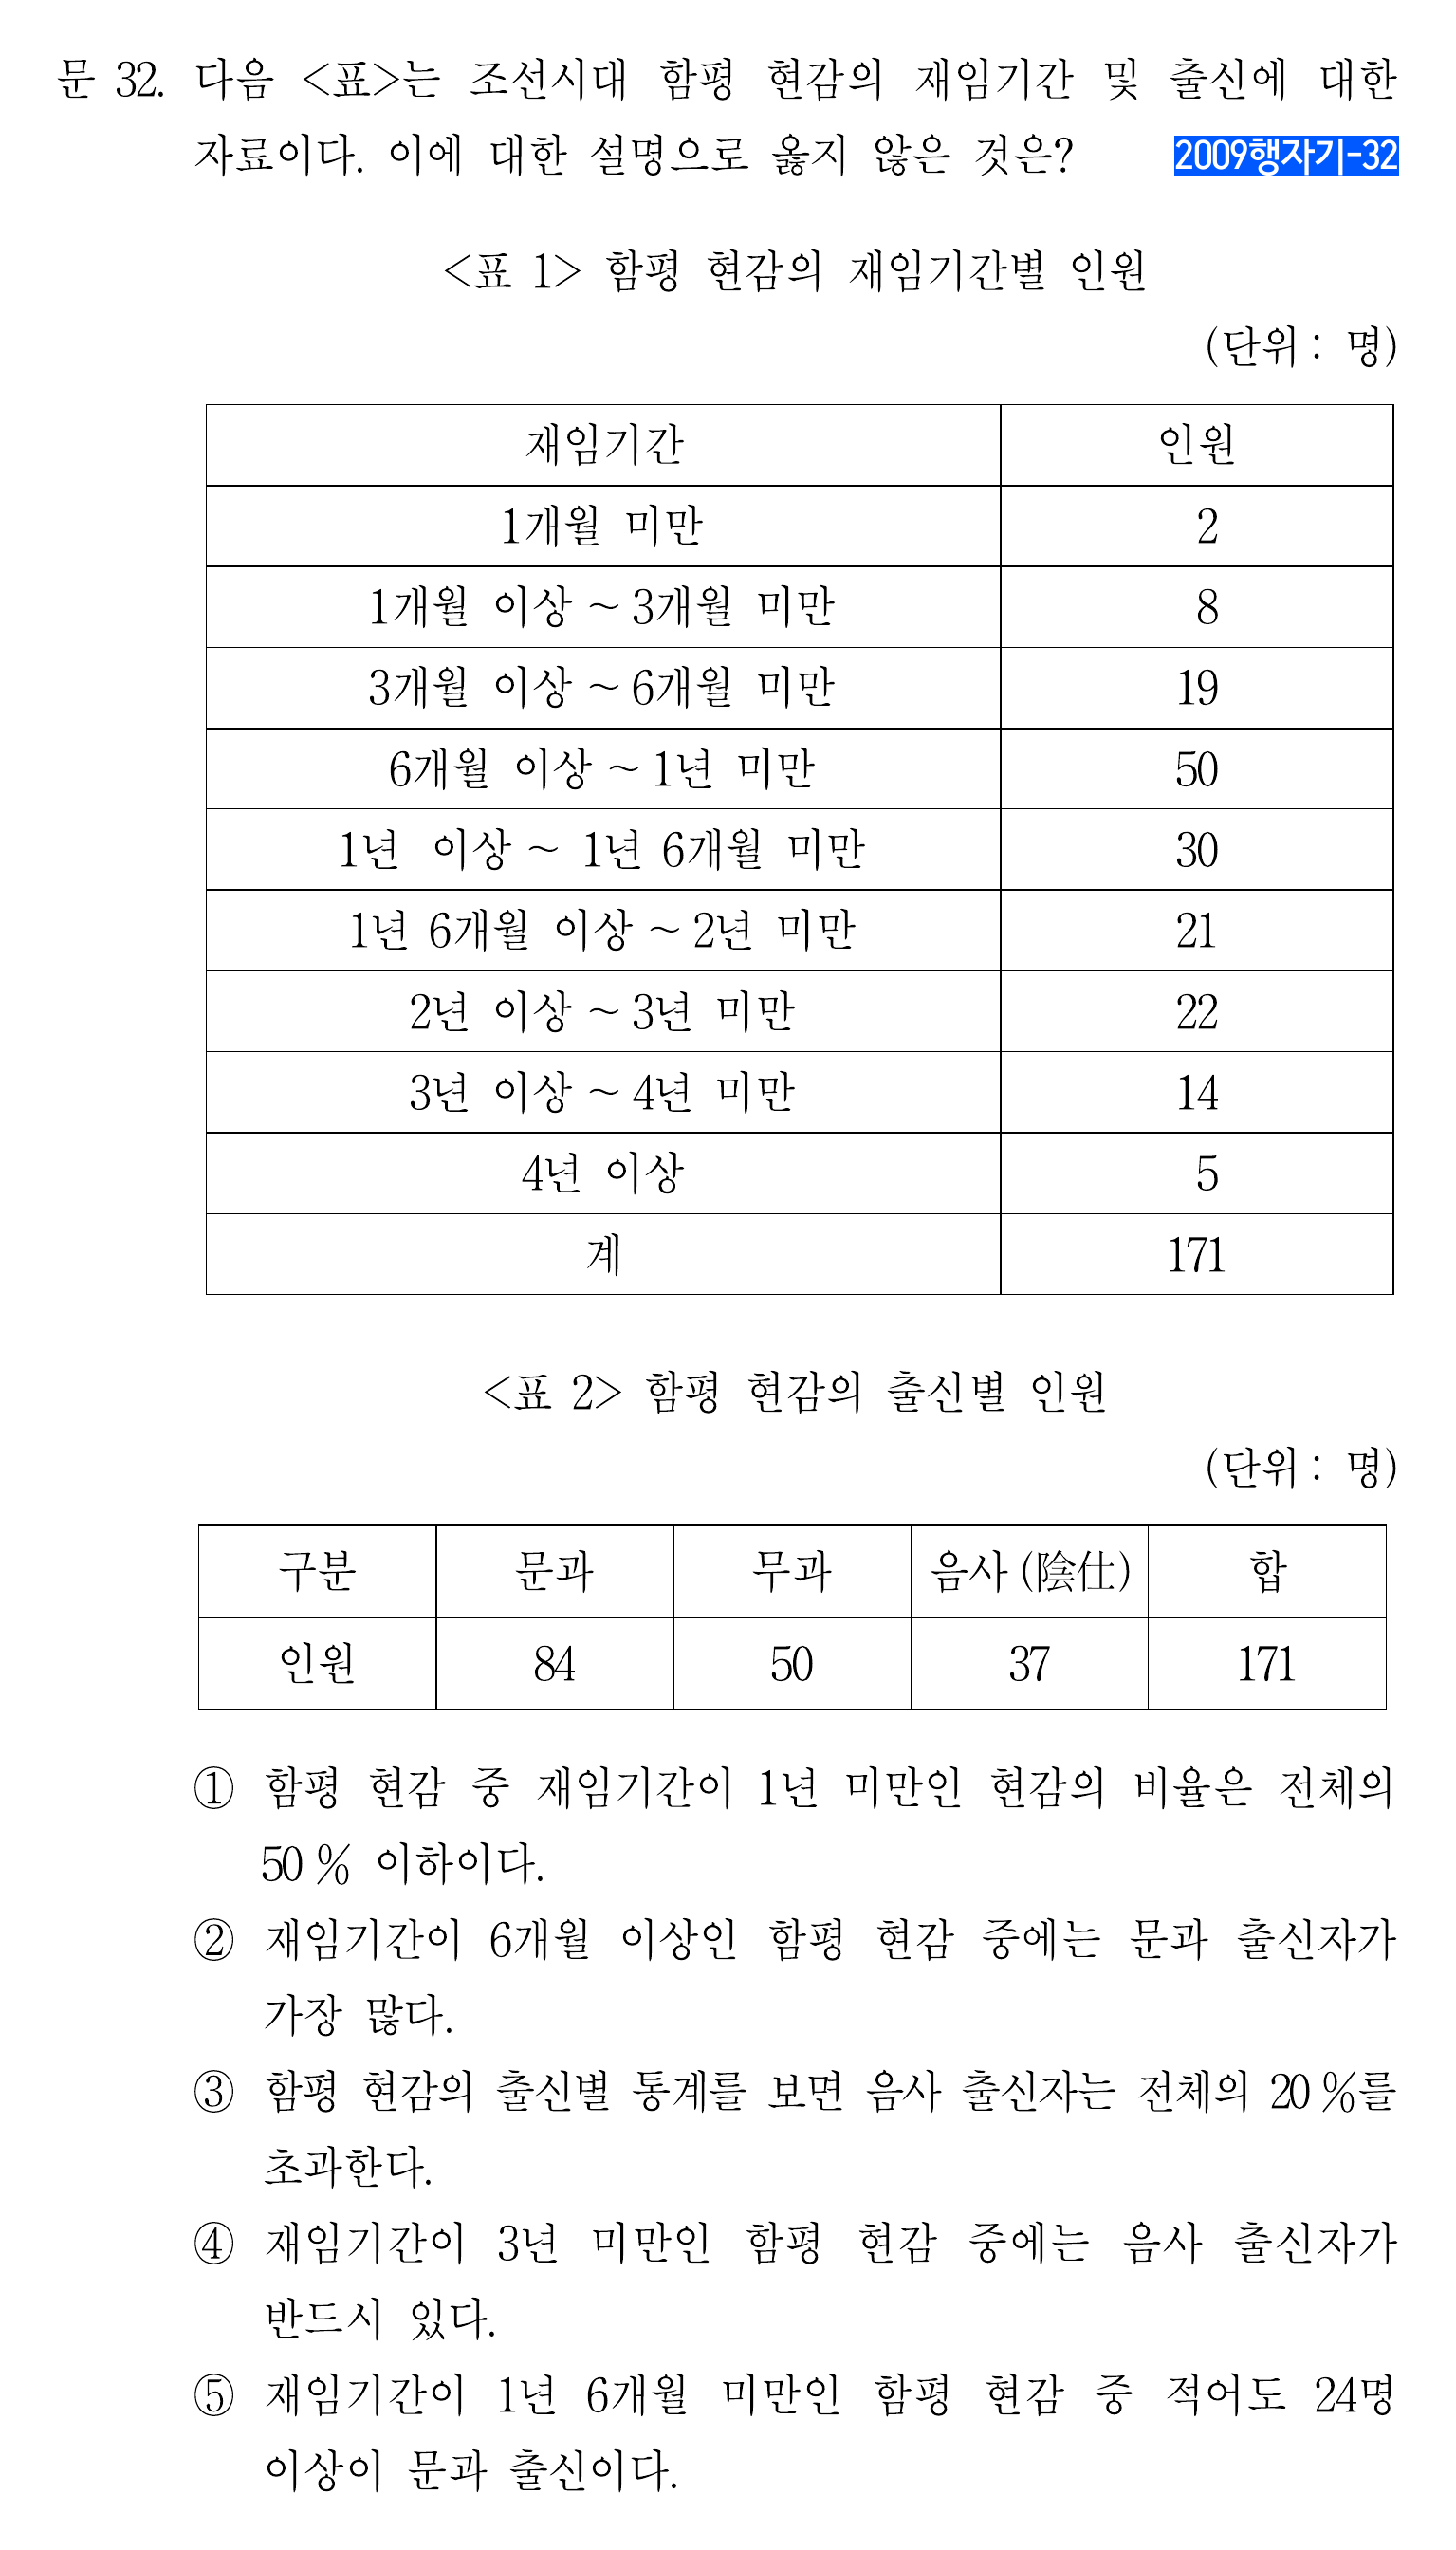 문 32. 다음 <표>는 조선시대 함평 현감의 재임기간 및 출신에 대한
자료이다. 이에 대한 설명으로 옳지 않은 것은? 2009행자기-32
<표 1> 함평 현감의 재임기간별 인원
(단위 : 명)
재임기간 인원
1개월 미만 2
1개월 이상 ~ 3개월 미만 8
3개월 이상 ~ 6개월 미만 19
6개월 이상 ~ 1년 미만 50
1년 이상 ~ 1년 6개월 미만 30
1년 6개월 이상 ~ 2년 미만 21
2년 이상 ~ 3년 미만 22
3년 이상 ~ 4년 미만 14
4년 이상 5
계 171
<표 2> 함평 현감의 출신별 인원
(단위 : 명)
구분 문과 무과 음사(陰仕) 합
인원 84 50 37 171
① 함평 현감 중 재임기간이 1년 미만인 현감의 비율은 전체의
50 % 이하이다.
② 재임기간이 6개월 이상인 함평 현감 중에는 문과 출신자가
가장 많다.
③ 함평 현감의 출신별 통계를 보면 음사 출신자는 전체의 20 %를
초과한다.
④ 재임기간이 3년 미만인 함평 현감 중에는 음사 출신자가
반드시 있다.
⑤ 재임기간이 1년 6개월 미만인 함평 현감 중 적어도 24명
이상이 문과 출신이다.